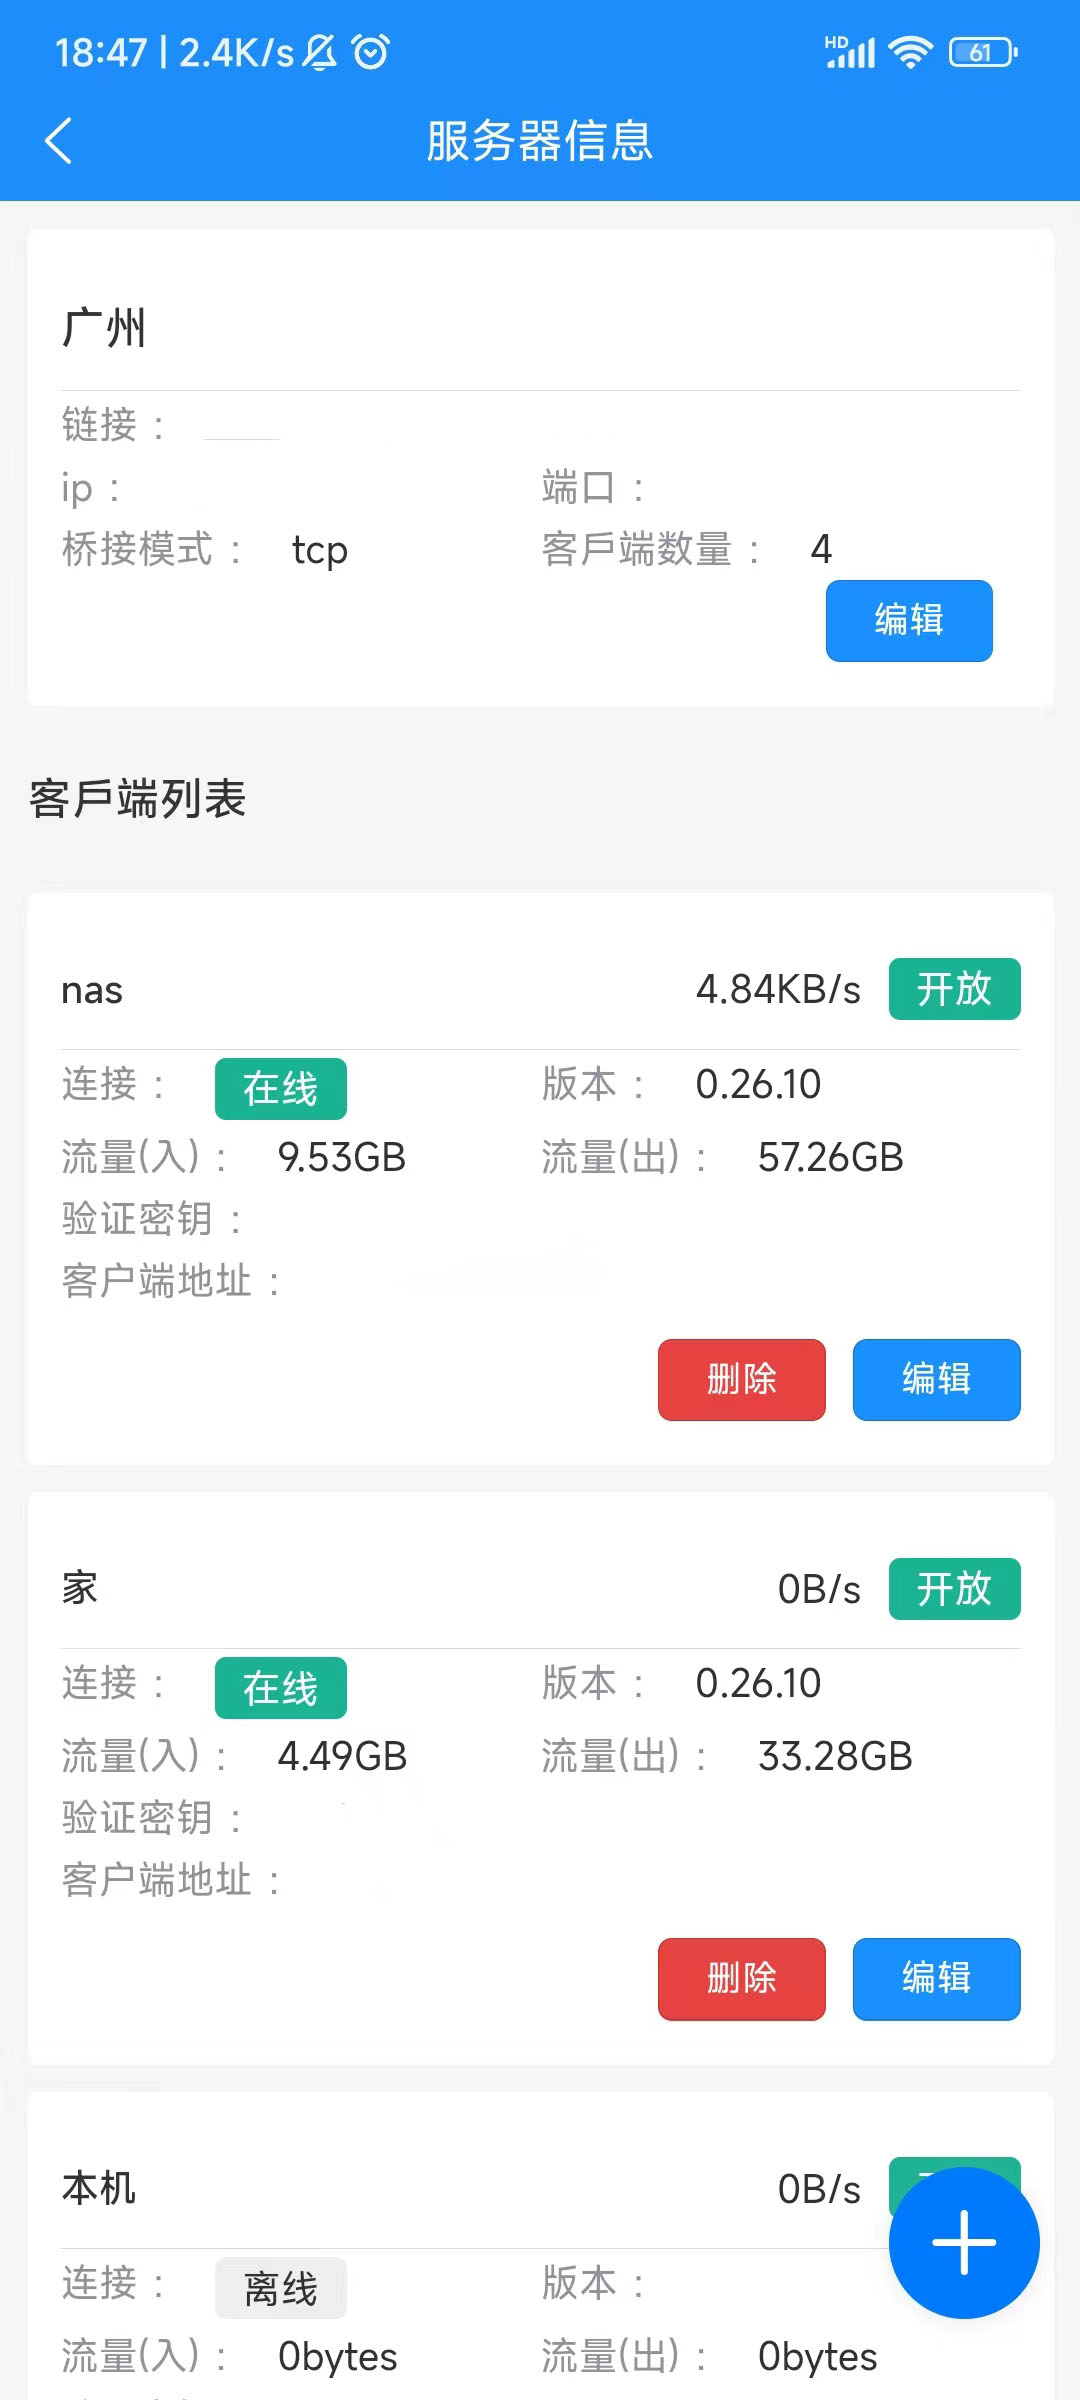 18:47 | 2.4K/s HD 61
服务器信息
广州
链接：
ip： 端口：
桥接模式： tcp 客戶端数量： 4
编辑
客戶端列表
nas 4.84KB/s 开放
连接： 在线 版本： 0.26.10
流量(入)： 9.53GB 流量(出)： 57.26GB
验证密钥：
客户端地址：
删除 编辑
家 0B/s 开放
连接： 在线 版本： 0.26.10
流量(入)： 4.49GB 流量(出)： 33.28GB
验证密钥：
客户端地址：
删除 编辑
本机 0B/s
连接： 离线 版本：
流量(入)： 0bytes 流量(出)： 0bytes